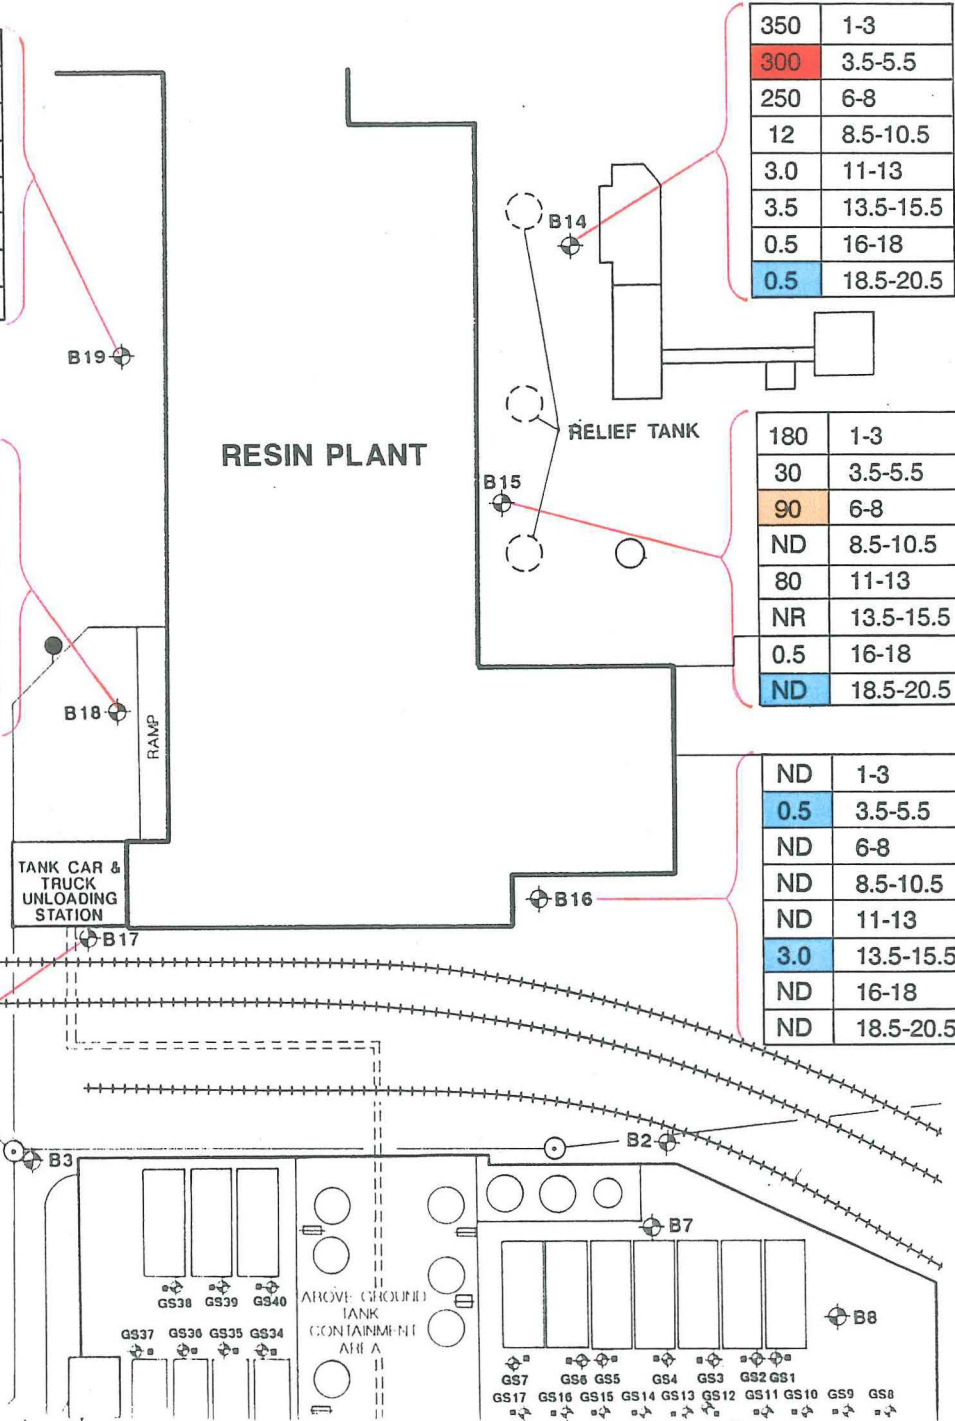 350 1-3
300 3.5-5.5
250 6-8
12 8.5-10.5
3.0 11-13
3.5 13.5-15.5
0.5 16-18
0.5 18.5-20.5
B14
B19
RELIEF TANK
RESIN PLANT
B15
180 1-3
30 3.5-5.5
90 6-8
ND 8.5-10.5
80 11-13
NR 13.5-15.5
0.5 16-18
ND 18.5-20.5
B18
RAMP
ND 1-3
0.5 3.5-5.5
ND 6-8
ND 8.5-10.5
ND 11-13
3.0 13.5-15.5
ND 16-18
ND 18.5-20.5
TANK CAR &
TRUCK
UNLOADING
STATION
B16
B17
B2
B3
B7
GS38 GS39 GS40
ABOVE GROUND
TANK
CONTAINMENT
AREA
B8
GS37 GS36 GS35 GS34
GS7 GS6 GS5 GS4 GS3 GS2 GS1
GS17 GS16 GS15 GS14 GS13 GS12 GS11 GS10 GS9 GS8